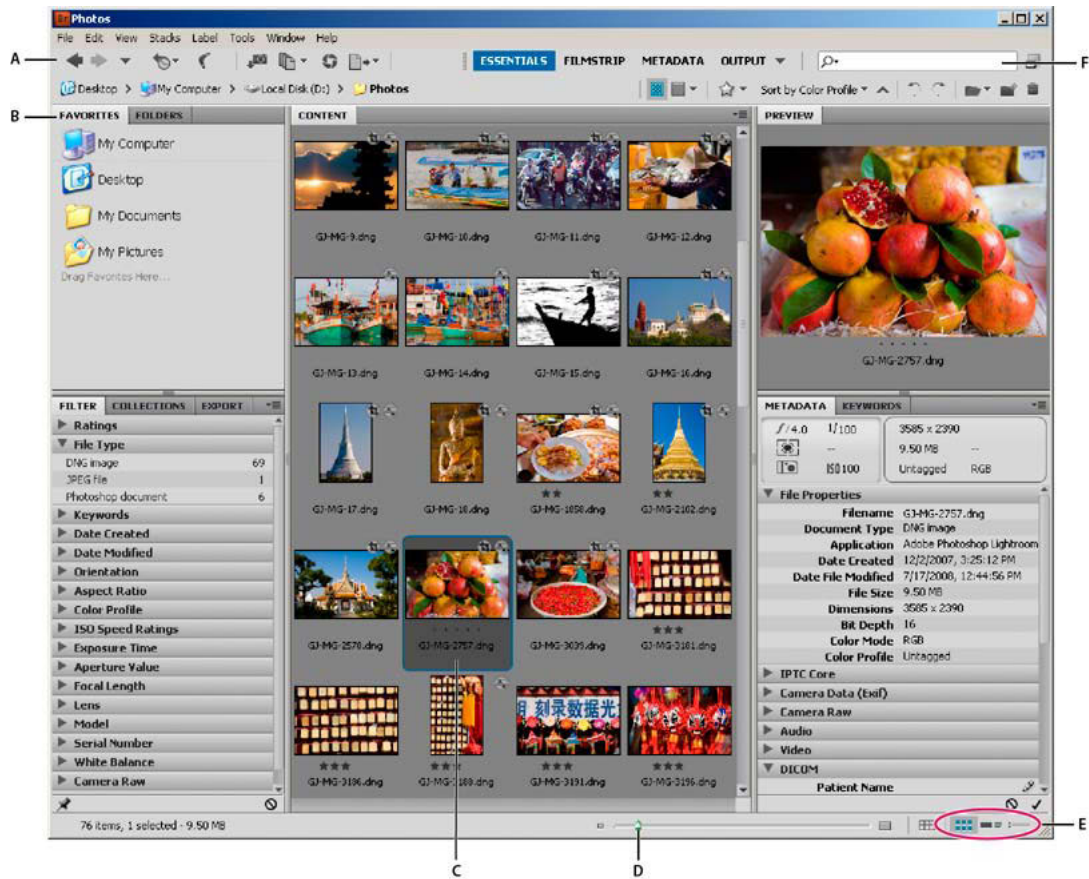 Br Photos
File Edit View Stacks Label Tools Window Help
A
ESSENTIALS FILMSTRIP METADATA OUTPUT
F
Desktop > My Computer > Local Disk (D:) > Photos
Sort by Color Profile
B
FAVORITES FOLDERS
My Computer
Desktop
My Documents
My Pictures
Drag Favorites Here...
CONTENT
GJ-MG-9.dng GJ-MG-10.dng GJ-MG-11.dng GJ-MG-12.dng
GJ-MG-13.dng GJ-MG-14.dng GJ-MG-15.dng GJ-MG-16.dng
GJ-MG-17.dng GJ-MG-18.dng GJ-MG-1858.dng GJ-MG-2102.dng
GJ-MG-2570.dng GJ-MG-2757.dng GJ-MG-3039.dng GJ-MG-3181.dng
刻录数据光
GJ-MG-3186.dng GJ-MG-3188.dng GJ-MG-3191.dng GJ-MG-3196.dng
PREVIEW
GJ-MG-2757.dng
FILTER COLLECTIONS EXPORT
Ratings
File Type
DNG image 69
JPEG file 1
Photoshop document 6
Keywords
Date Created
Date Modified
Orientation
Aspect Ratio
Color Profile
ISO Speed Ratings
Exposure Time
Aperture Value
Focal Length
Lens
Model
Serial Number
White Balance
Camera Raw
METADATA KEYWORDS
f/4.0 1/100
-- 
ISO100
3585 x 2390
9.50 MB --
Untagged RGB
File Properties
Filename GJ-MG-2757.dng
Document Type DNG image
Application Adobe Photoshop Lightroom
Date Created 12/2/2007, 3:25:12 PM
Date File Modified 7/17/2008, 12:44:56 PM
File Size 9.50 MB
Dimensions 3585 x 2390
Bit Depth 16
Color Mode RGB
Color Profile Untagged
IPTC Core
Camera Data (Exif)
Camera Raw
Audio
Video
DICOM
Patient Name
76 items, 1 selected - 9.50 MB
E
C
D